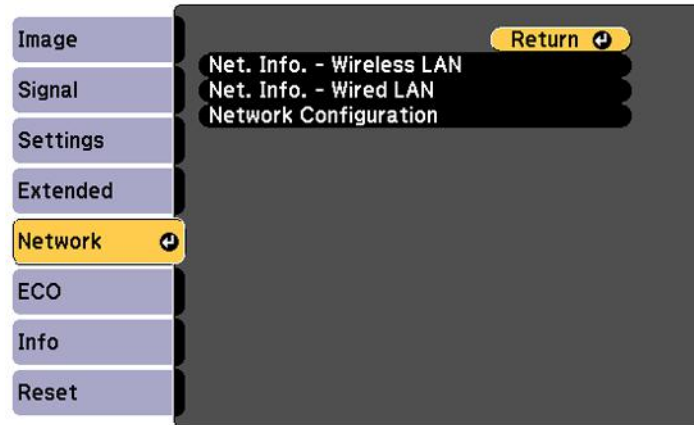 Image
Signal
Settings
Extended
Network
ECO
Info
Reset
Return
Net. Info. - Wireless LAN
Net. Info. - Wired LAN
Network Configuration